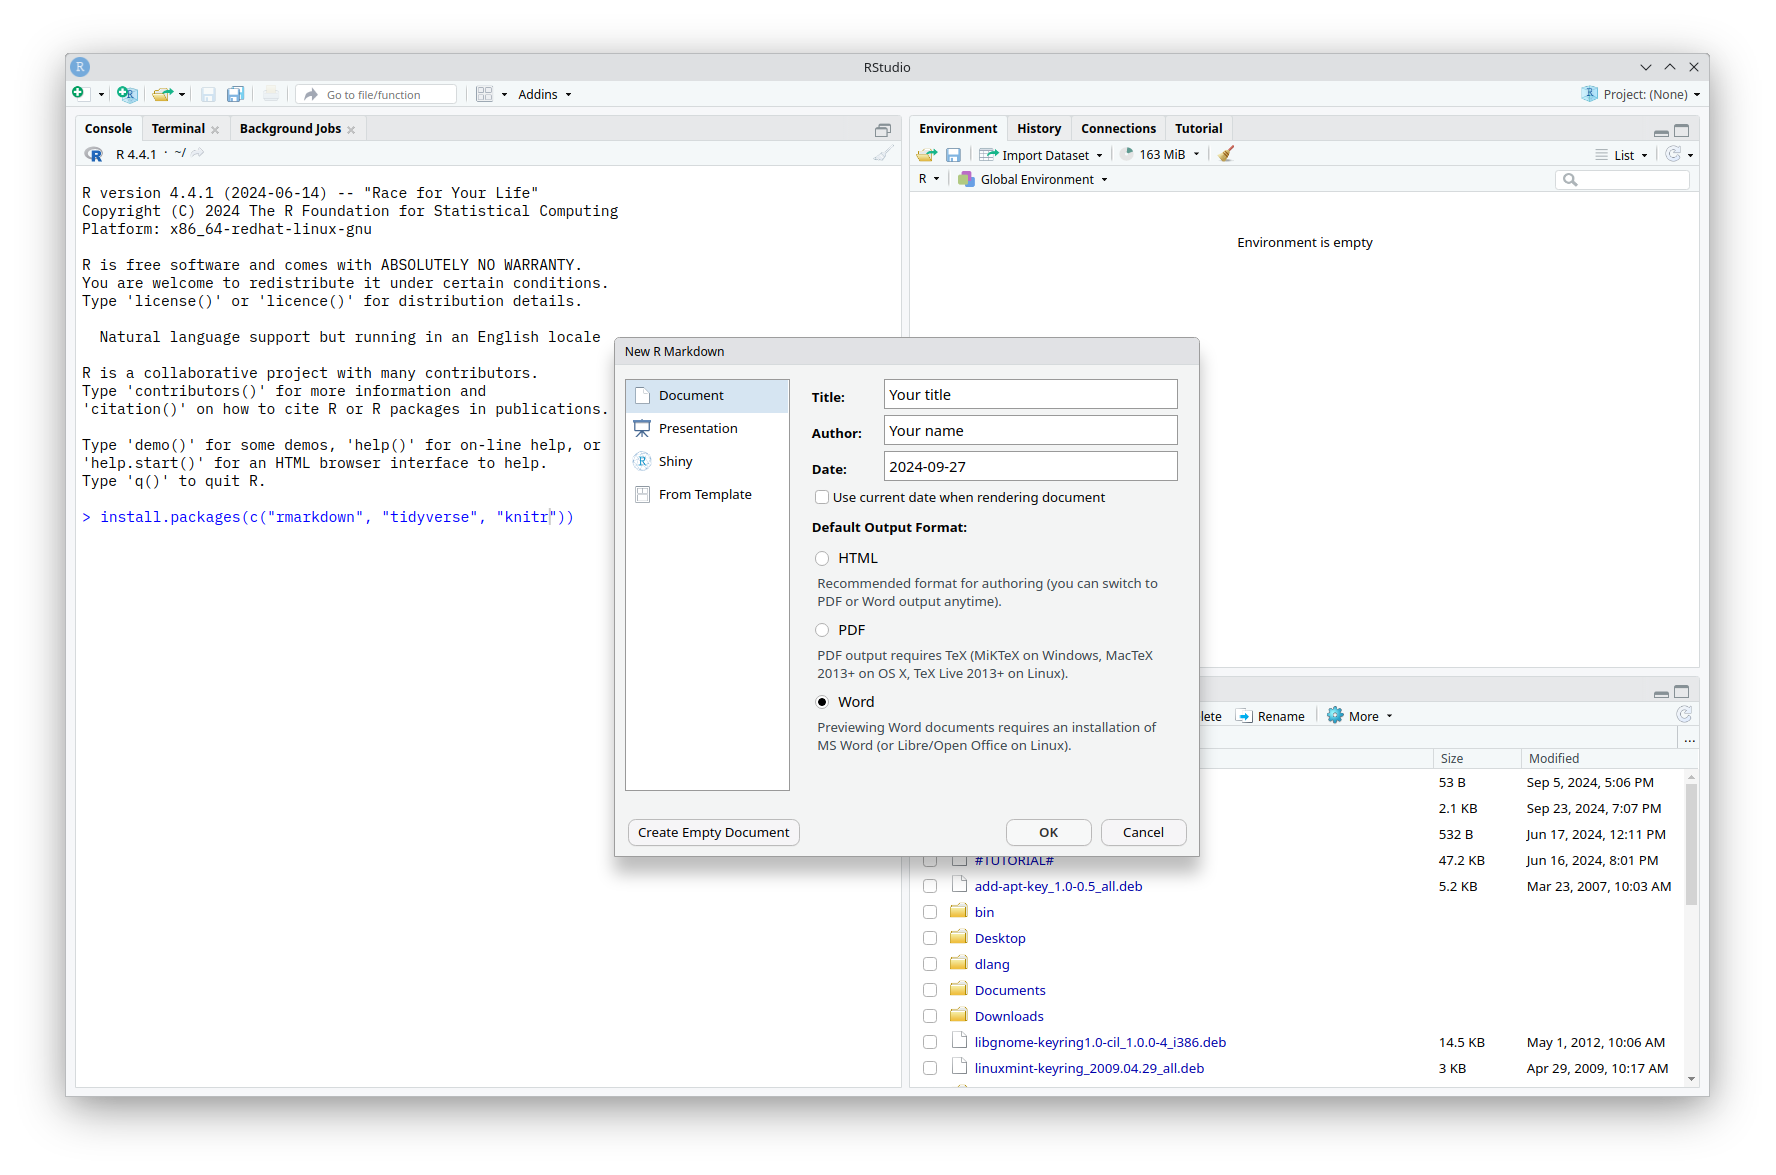 RStudio
Go to file/function
Addins
Project: (None)
Console
Terminal
Background Jobs
R 4.4.1 · ~/
R version 4.4.1 (2024-06-14) -- "Race for Your Life"
Copyright (C) 2024 The R Foundation for Statistical Computing
Platform: x86_64-redhat-linux-gnu
R is free software and comes with ABSOLUTELY NO WARRANTY.
You are welcome to redistribute it under certain conditions.
Type 'license()' or 'licence()' for distribution details.
Natural language support but running in an English locale
R is a collaborative project with many contributors.
Type 'contributors()' for more information and
'citation()' on how to cite R or R packages in publications.
Type 'demo()' for some demos, 'help()' for on-line help, or
'help.start()' for an HTML browser interface to help.
Type 'q()' to quit R.
> install.packages(c("rmarkdown", "tidyverse", "knitr"))
Environment
History
Connections
Tutorial
Import Dataset
163 MiB
List
R
Global Environment
Environment is empty
New R Markdown
Document
Presentation
Shiny
From Template
Title: Your title
Author: Your name
Date: 2024-09-27
Use current date when rendering document
Default Output Format:
HTML
Recommended format for authoring (you can switch to
PDF or Word output anytime).
PDF
PDF output requires TeX (MiKTeX on Windows, MacTeX
2013+ on OS X, TeX Live 2013+ on Linux).
Word
Previewing Word documents requires an installation of
MS Word (or Libre/Open Office on Linux).
Create Empty Document
OK
Cancel
lete
Rename
More
...
Size
Modified
53 B Sep 5, 2024, 5:06 PM
2.1 KB Sep 23, 2024, 7:07 PM
532 B Jun 17, 2024, 12:11 PM
#TUTORIAL# 47.2 KB Jun 16, 2024, 8:01 PM
add-apt-key_1.0-0.5_all.deb 5.2 KB Mar 23, 2007, 10:03 AM
bin
Desktop
dlang
Documents
Downloads
libgnome-keyring1.0-cil_1.0.0-4_i386.deb 14.5 KB May 1, 2012, 10:06 AM
linuxmint-keyring_2009.04.29_all.deb 3 KB Apr 29, 2009, 10:17 AM